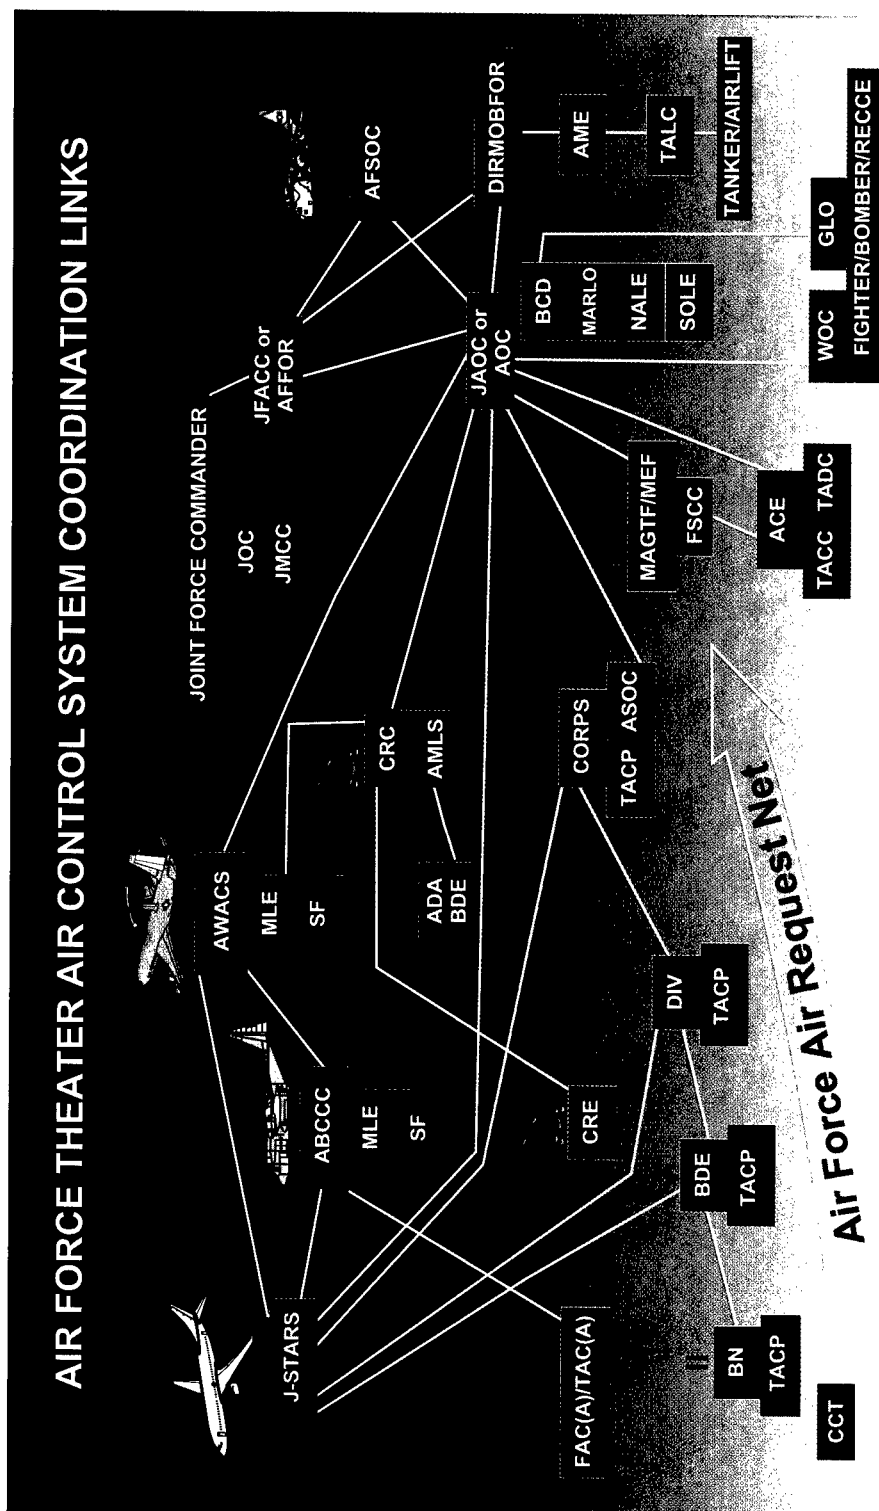 AIR FORCE THEATER AIR CONTROL SYSTEM COORDINATION LINKS
JOINT FORCE COMMANDER
JOC
JMCC
JFACC or
AFFOR
AFSOC
AWACS
MLE
SF
J-STARS
ABCCC
MLE
SF
CRC
AMLS
ADA
BDE
JAOC or
AOC
DIRMOBFOR
BCD
MARLO
NALE
SOLE
AME
TALC
TANKER/AIRLIFT
FAC(A)/TAC(A)
CRE
CORPS
TACP ASOC
MAGTF/MEF
FSCC
DIV
TACP
BDE
TACP
BN
TACP
CCT
Air Force Air Request Net
ACE
TACC TADC
WOC
GLO
FIGHTER/BOMBER/RECCE